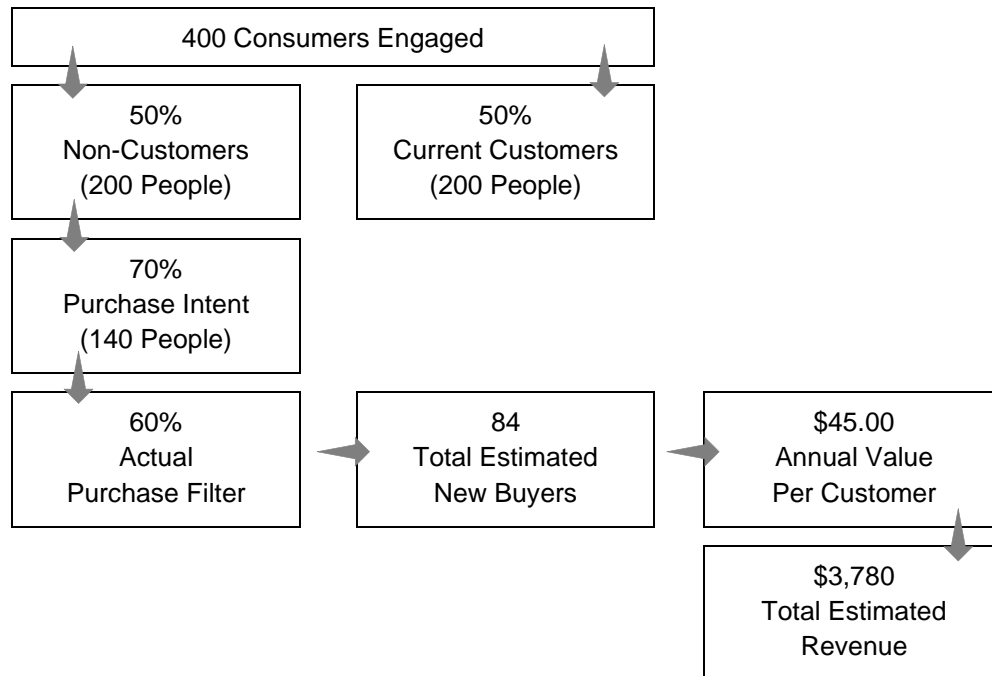 400 Consumers Engaged
50%
Non-Customers
(200 People)
50%
Current Customers
(200 People)
70%
Purchase Intent
(140 People)
60%
Actual
Purchase Filter
84
Total Estimated
New Buyers
$45.00
Annual Value
Per Customer
$3,780
Total Estimated
Revenue